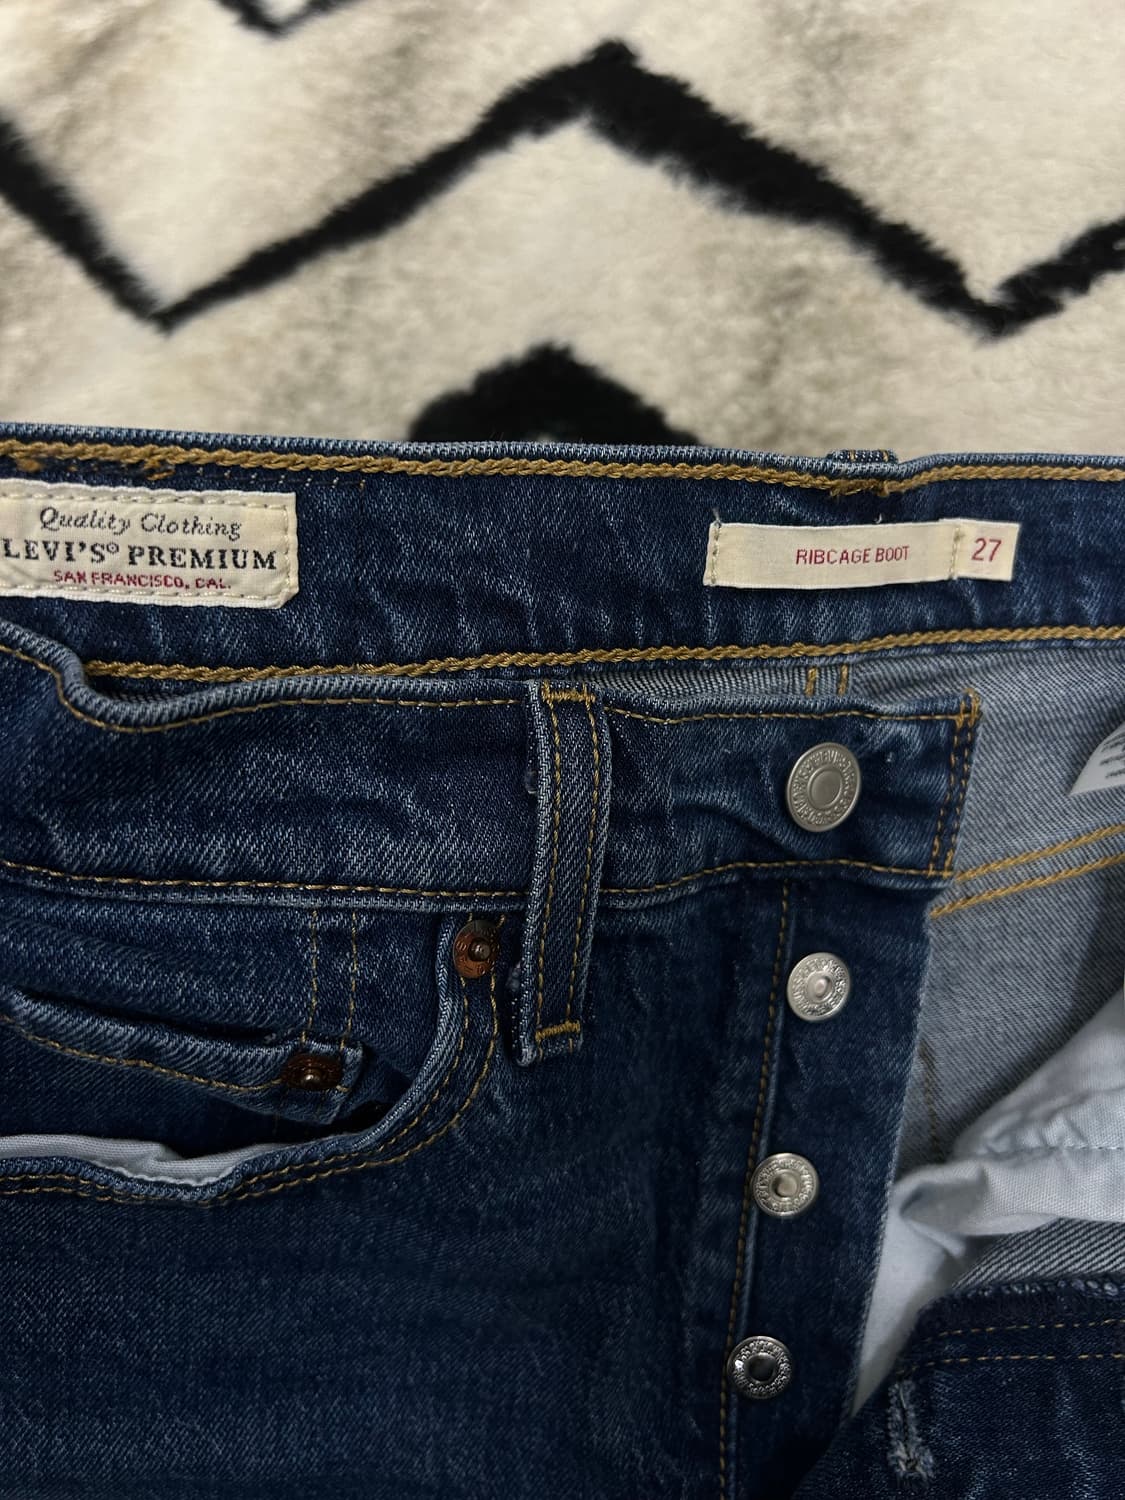 Quality Clothing
LEVI'S® PREMIUM
SAN FRANCISCO, CAL.
RIBCAGE BOOT
27